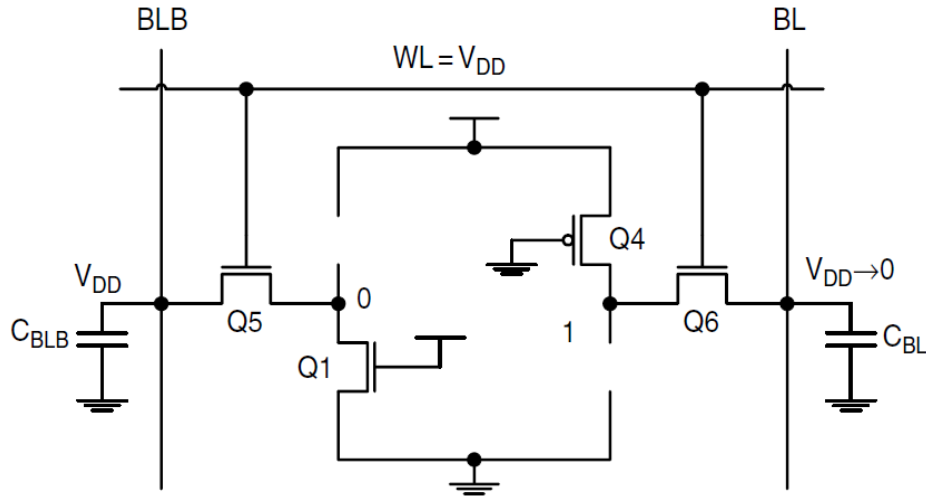 BLB
BL
WL = V_DD
Q4
V_DD
0
V_DD→0
Q5
1
Q6
C_BLB
Q1
C_BL